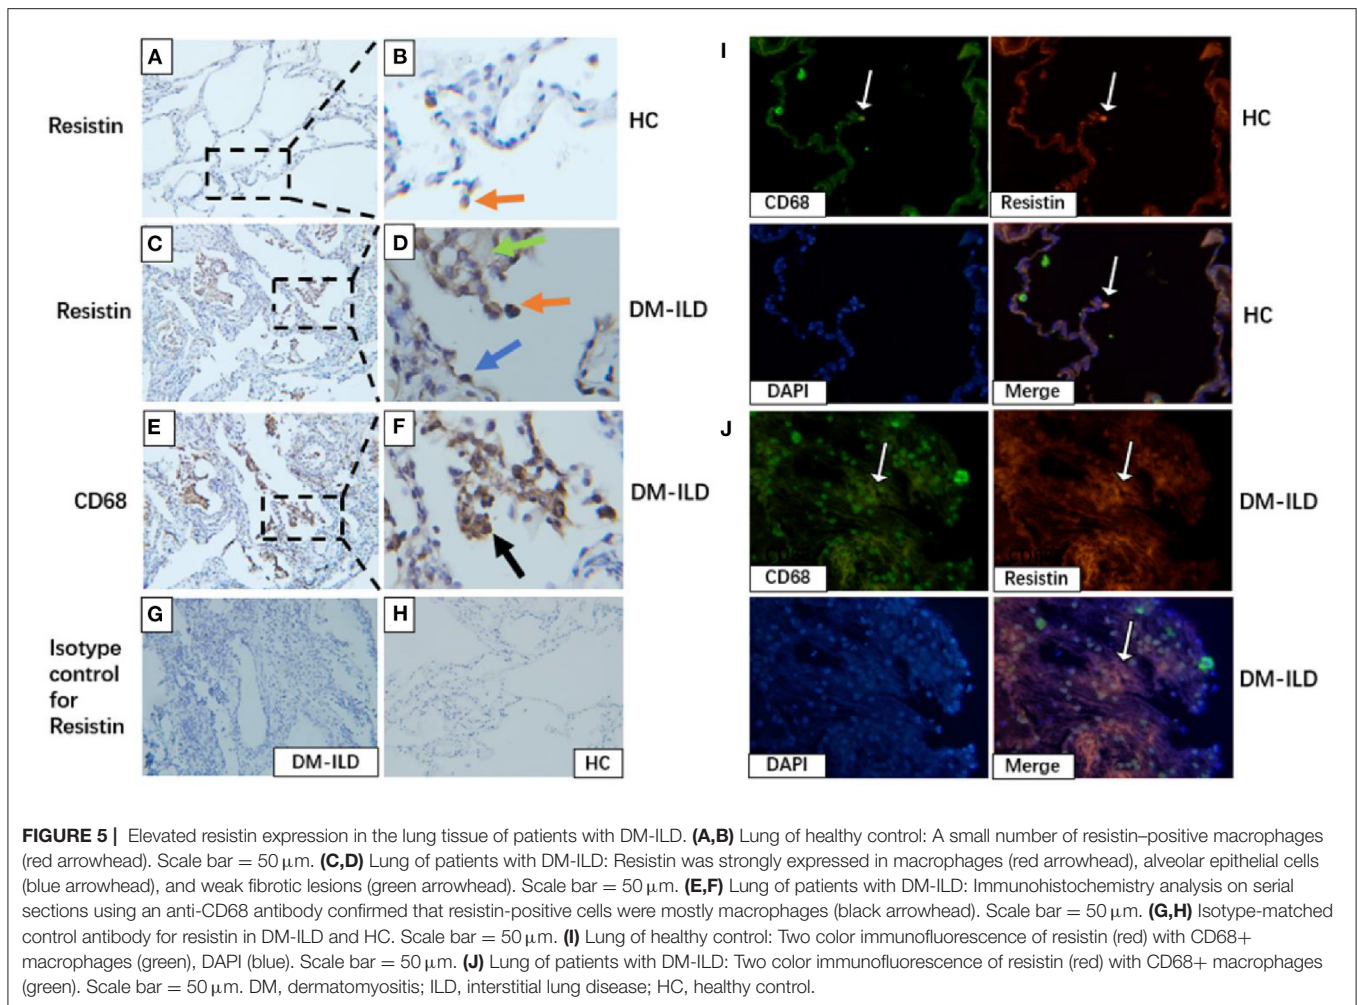 A
B
Resistin
HC
C
D
Resistin
DM-ILD
E
F
CD68
DM-ILD
G
H
Isotype
control
for
Resistin
DM-ILD
HC
I
CD68
Resistin
HC
DAPI
Merge
HC
J
CD68
Resistin
DM-ILD
DAPI
Merge
DM-ILD
FIGURE 5 | Elevated resistin expression in the lung tissue of patients with DM-ILD. (A,B) Lung of healthy control: A small number of resistin–positive macrophages
(red arrowhead). Scale bar = 50 μm. (C,D) Lung of patients with DM-ILD: Resistin was strongly expressed in macrophages (red arrowhead), alveolar epithelial cells
(blue arrowhead), and weak fibrotic lesions (green arrowhead). Scale bar = 50 μm. (E,F) Lung of patients with DM-ILD: Immunohistochemistry analysis on serial
sections using an anti-CD68 antibody confirmed that resistin-positive cells were mostly macrophages (black arrowhead). Scale bar = 50 μm. (G,H) Isotype-matched
control antibody for resistin in DM-ILD and HC. Scale bar = 50 μm. (I) Lung of healthy control: Two color immunofluorescence of resistin (red) with CD68+
macrophages (green), DAPI (blue). Scale bar = 50 μm. (J) Lung of patients with DM-ILD: Two color immunofluorescence of resistin (red) with CD68+ macrophages
(green). Scale bar = 50 μm. DM, dermatomyositis; ILD, interstitial lung disease; HC, healthy control.